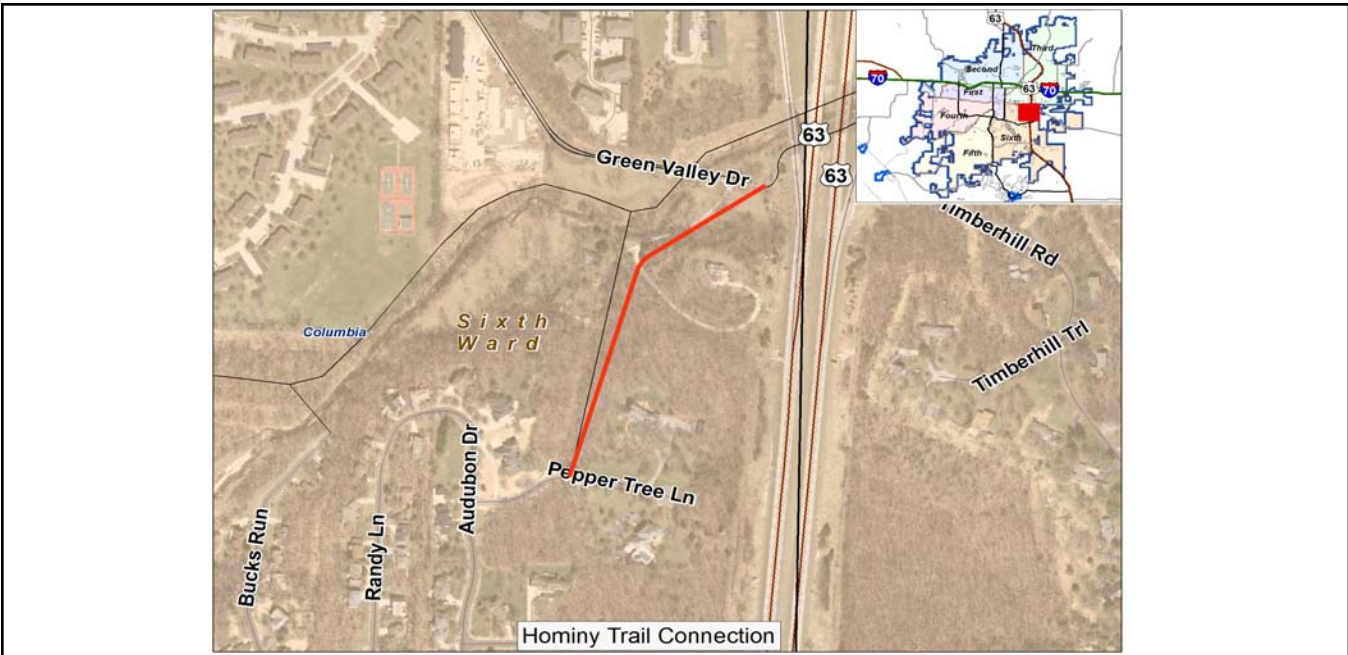 63
Third
Second
70
63
70
First
Fourth
Sixth
Fifth
63
Green Valley Dr
63
Timberhill Rd
Columbia
Sixth
Ward
Timberhill Trl
Pepper Tree Ln
Audubon Dr
Randy Ln
Bucks Run
Hominy Trail Connection